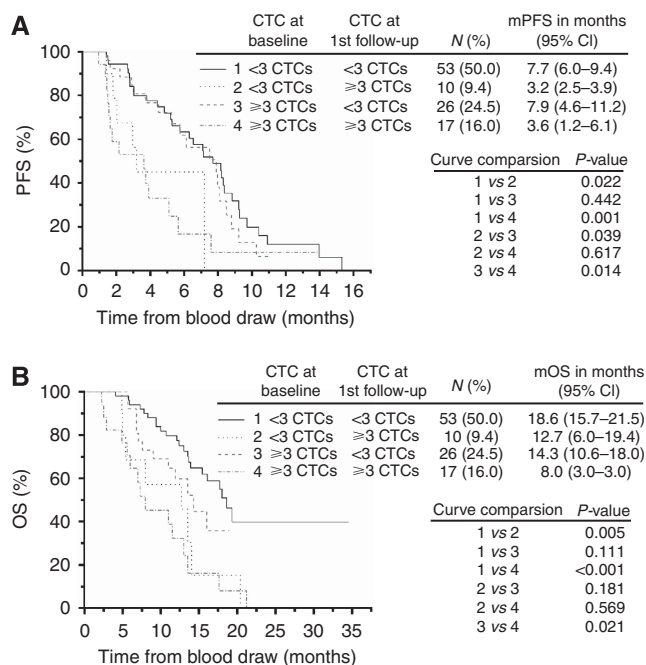 A
CTC at CTC at mPFS in months
baseline 1st follow-up N (%) (95% CI)
1 <3 CTCs <3 CTCs 53 (50.0) 7.7 (6.0–9.4)
2 <3 CTCs ⩾3 CTCs 10 (9.4) 3.2 (2.5–3.9)
3 ⩾3 CTCs <3 CTCs 26 (24.5) 7.9 (4.6–11.2)
4 ⩾3 CTCs ⩾3 CTCs 17 (16.0) 3.6 (1.2–6.1)
Curve comparsion P-value
1 vs 2 0.022
1 vs 3 0.442
1 vs 4 0.001
2 vs 3 0.039
2 vs 4 0.617
3 vs 4 0.014
PFS (%)
100
80
60
40
20
0
0 2 4 6 8 10 12 14 16
Time from blood draw (months)
B
CTC at CTC at mOS in months
baseline 1st follow-up N (%) (95% CI)
1 <3 CTCs <3 CTCs 53 (50.0) 18.6 (15.7–21.5)
2 <3 CTCs ⩾3 CTCs 10 (9.4) 12.7 (6.0–19.4)
3 ⩾3 CTCs <3 CTCs 26 (24.5) 14.3 (10.6–18.0)
4 ⩾3 CTCs ⩾3 CTCs 17 (16.0) 8.0 (3.0–3.0)
Curve comparsion P-value
1 vs 2 0.005
1 vs 3 0.111
1 vs 4 <0.001
2 vs 3 0.181
2 vs 4 0.569
3 vs 4 0.021
OS (%)
100
80
60
40
20
0
0 5 10 15 20 25 30 35
Time from blood draw (months)